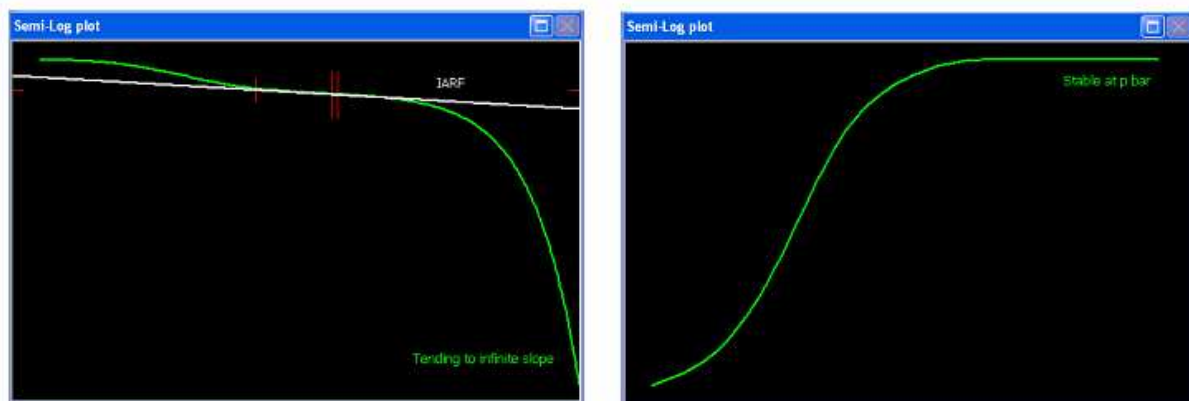 Semi-Log plot
IARF
Tending to infinite slope
Semi-Log plot
Stable at p bar